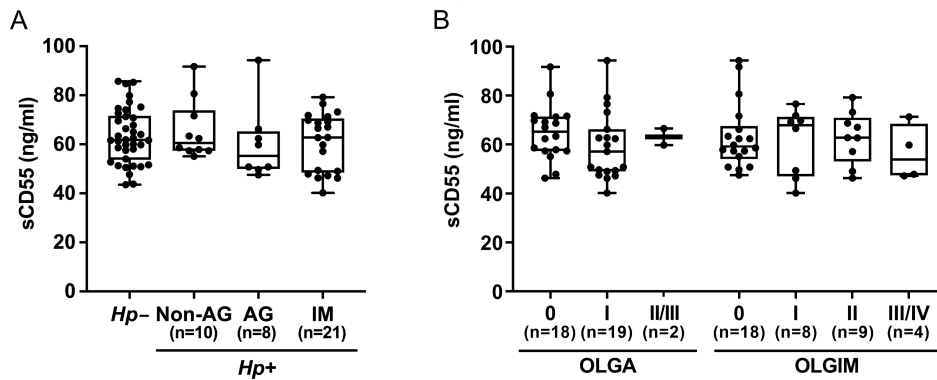 A
sCD55 (ng/ml)
100
80
60
40
20
0
Hp− Non-AG AG IM
(n=10) (n=8) (n=21)
Hp+
B
sCD55 (ng/ml)
100
80
60
40
20
0
0 I II/III 0 I II III/IV
(n=18) (n=19) (n=2) (n=18) (n=8) (n=9) (n=4)
OLGA OLGIM